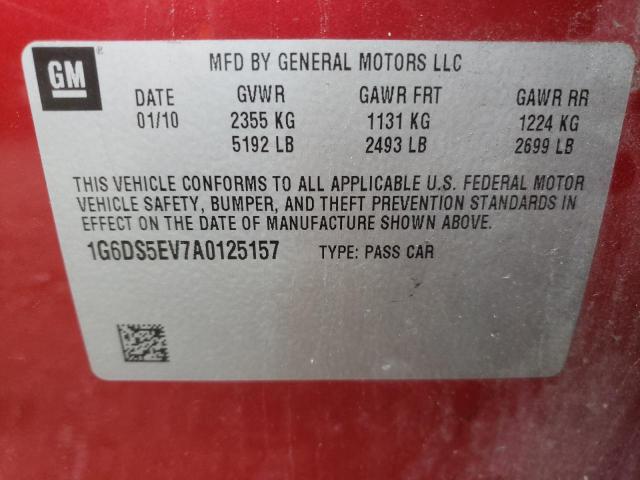 GM ®
MFD BY GENERAL MOTORS LLC
DATE GVWR GAWR FRT GAWR RR
01/10 2355 KG 1131 KG 1224 KG
5192 LB 2493 LB 2699 LB
THIS VEHICLE CONFORMS TO ALL APPLICABLE U.S. FEDERAL MOTOR
VEHICLE SAFETY, BUMPER, AND THEFT PREVENTION STANDARDS IN
EFFECT ON THE DATE OF MANUFACTURE SHOWN ABOVE.
1G6DS5EV7A0125157 TYPE: PASS CAR